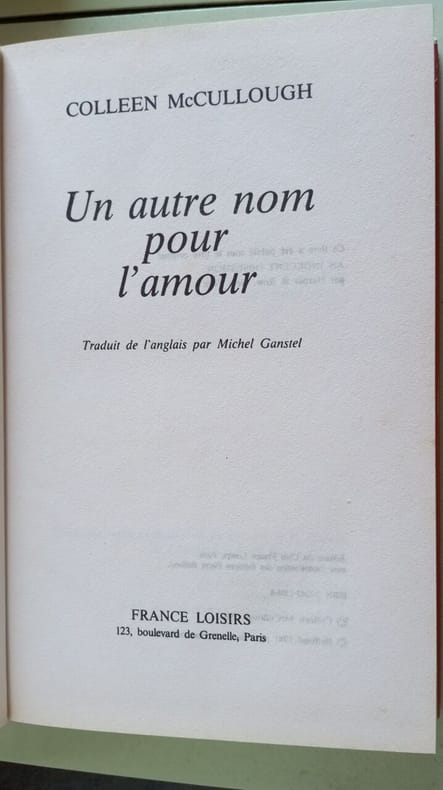 COLLEEN McCULLOUGH
Un autre nom
pour
l'amour
Traduit de l'anglais par Michel Ganstel
FRANCE LOISIRS
123, boulevard de Grenelle, Paris